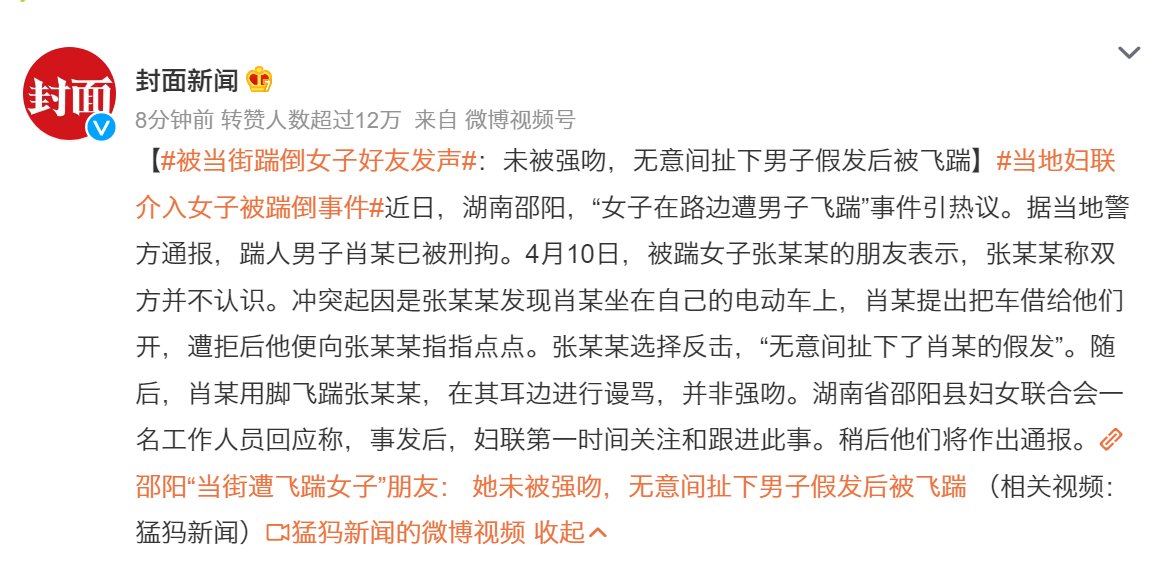 封面
封面新闻
8分钟前 转赞人数超过12万 来自 微博视频号
【#被当街踹倒女子好友发声#：未被强吻，无意间扯下男子假发后被飞踹】#当地妇联
介入女子被踹倒事件#近日，湖南邵阳，“女子在路边遭男子飞踹”事件引热议。据当地警
方通报，踹人男子肖某已被刑拘。4月10日，被踹女子张某某的朋友表示，张某某称双
方并不认识。冲突起因是张某某发现肖某坐在自己的电动车上，肖某提出把车借给他们
开，遭拒后他便向张某某指指点点。张某某选择反击，“无意间扯下了肖某的假发”。随
后，肖某用脚飞踹张某某，在其耳边进行谩骂，并非强吻。湖南省邵阳县妇女联合会一
名工作人员回应称，事发后，妇联第一时间关注和跟进此事。稍后他们将作出通报。
邵阳“当街遭飞踹女子”朋友： 她未被强吻，无意间扯下男子假发后被飞踹 （相关视频：
猛犸新闻）猛犸新闻的微博视频 收起